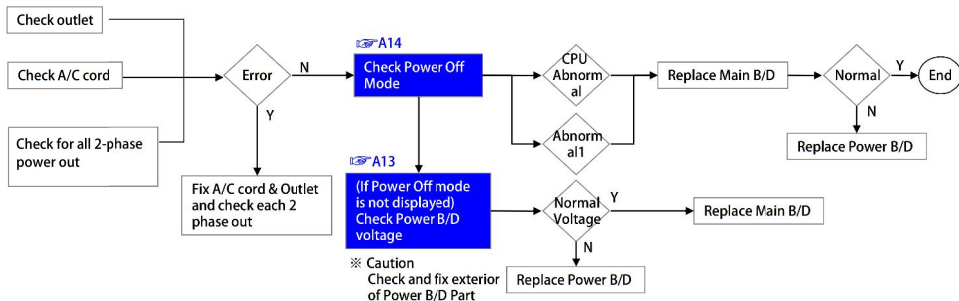 Check outlet
Check A/C cord
Check for all 2-phase
power out
Error
N
Y
Fix A/C cord & Outlet
and check each 2
phase out
☞A14
Check Power Off
Mode
☞A13
(If Power Off mode
is not displayed)
Check Power B/D
voltage
※ Caution
Check and fix exterior
of Power B/D Part
CPU
Abnorm
al
Abnorm
al1
Replace Main B/D
Normal
Y
End
N
Replace Power B/D
Normal
Voltage
Y
Replace Main B/D
N
Replace Power B/D